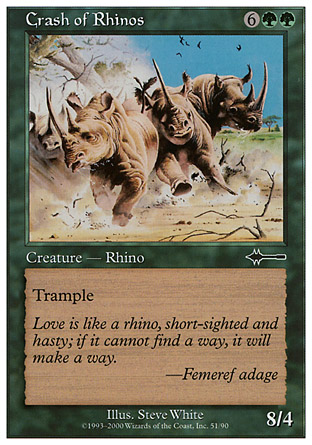 Crash of Rhinos 6
Creature — Rhino
Trample
Love is like a rhino, short-sighted and
hasty; if it cannot find a way, it will
make a way.
—Femeref adage
Illus. Steve White
©1993–2000 Wizards of the Coast, Inc. 51/90
8/4